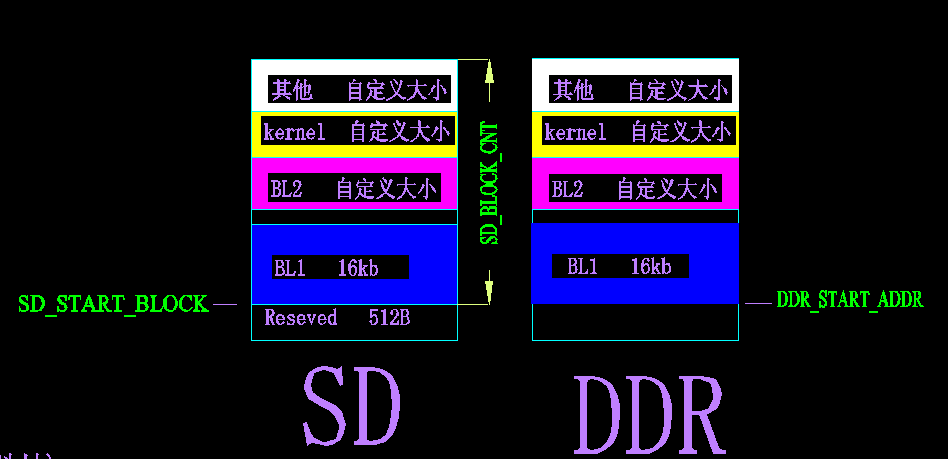 其他 自定义大小
kernel 自定义大小
BL2 自定义大小
BL1 16kb
Reseved 512B
SD_START_BLOCK
SD_BLOCK_CNT
SD
其他 自定义大小
kernel 自定义大小
BL2 自定义大小
BL1 16kb
DDR_START_ADDR
DDR